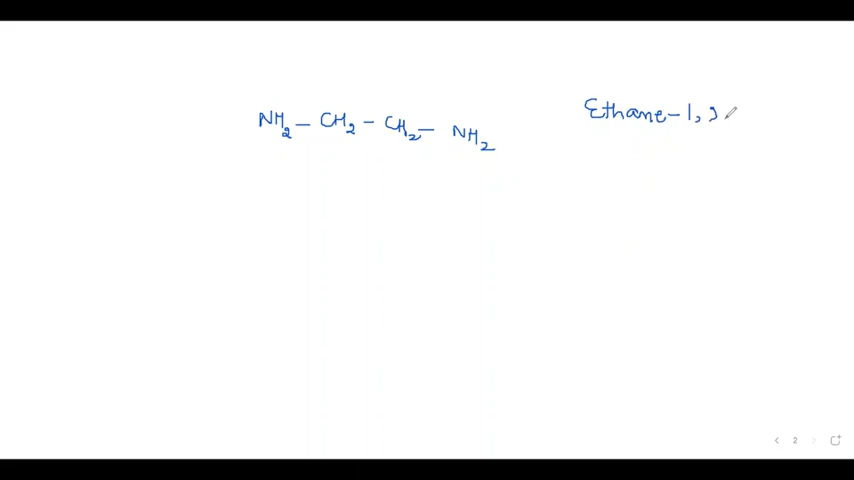 NH₂ – CH₂ – CH₂ – NH₂
Ethane – 1,
2